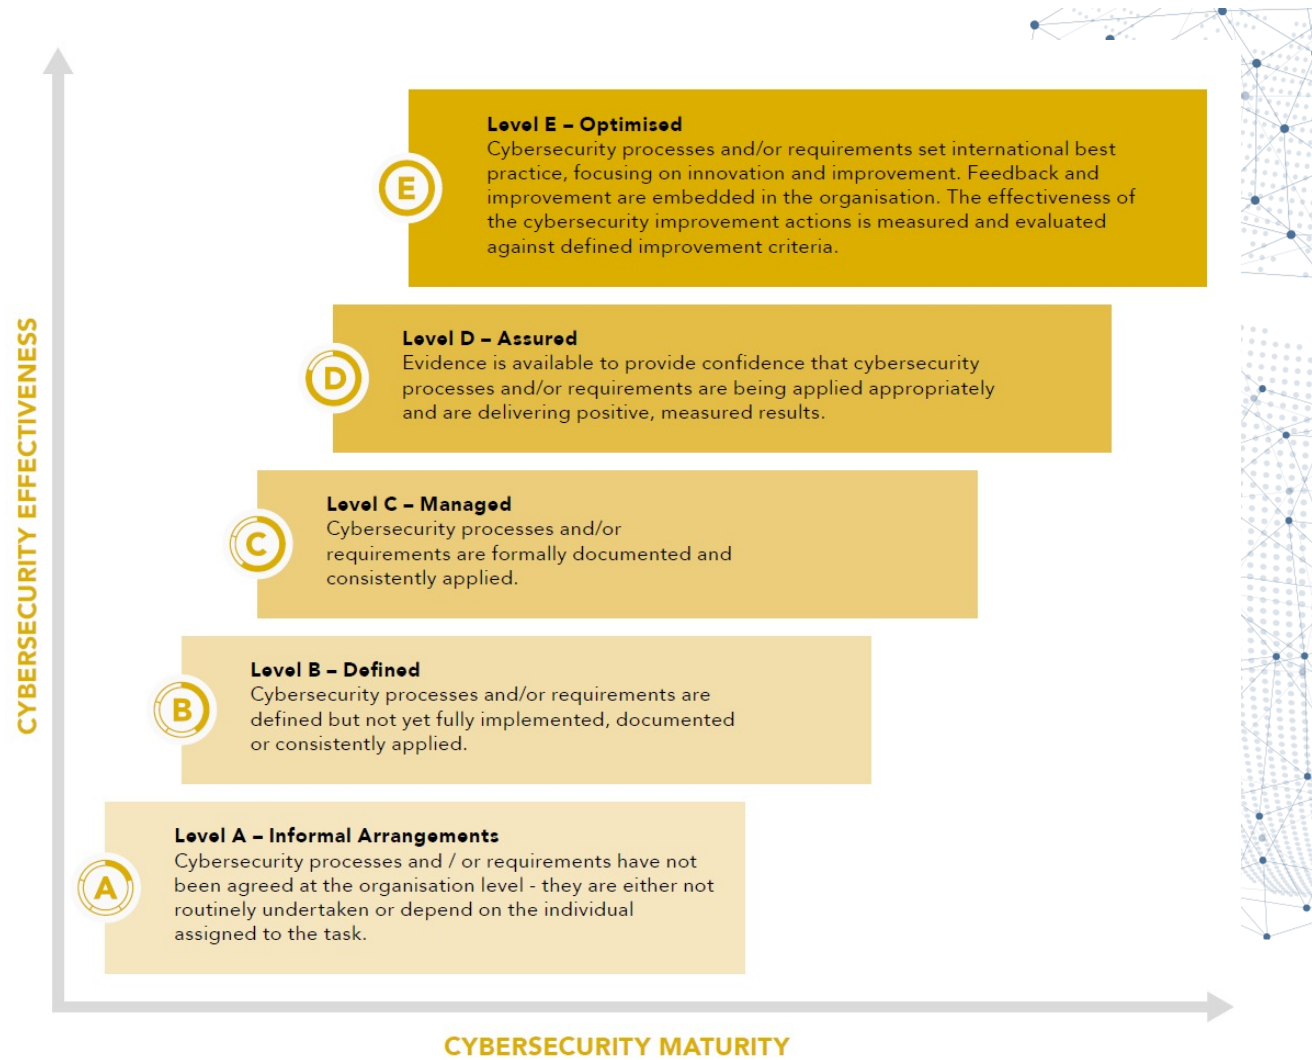 CYBERSECURITY EFFECTIVENESS
E
Level E – Optimised
Cybersecurity processes and/or requirements set international best
practice, focusing on innovation and improvement. Feedback and
improvement are embedded in the organisation. The effectiveness of
the cybersecurity improvement actions is measured and evaluated
against defined improvement criteria.
D
Level D – Assured
Evidence is available to provide confidence that cybersecurity
processes and/or requirements are being applied appropriately
and are delivering positive, measured results.
C
Level C – Managed
Cybersecurity processes and/or
requirements are formally documented and
consistently applied.
B
Level B – Defined
Cybersecurity processes and/or requirements are
defined but not yet fully implemented, documented
or consistently applied.
A
Level A – Informal Arrangements
Cybersecurity processes and / or requirements have not
been agreed at the organisation level - they are either not
routinely undertaken or depend on the individual
assigned to the task.
CYBERSECURITY MATURITY